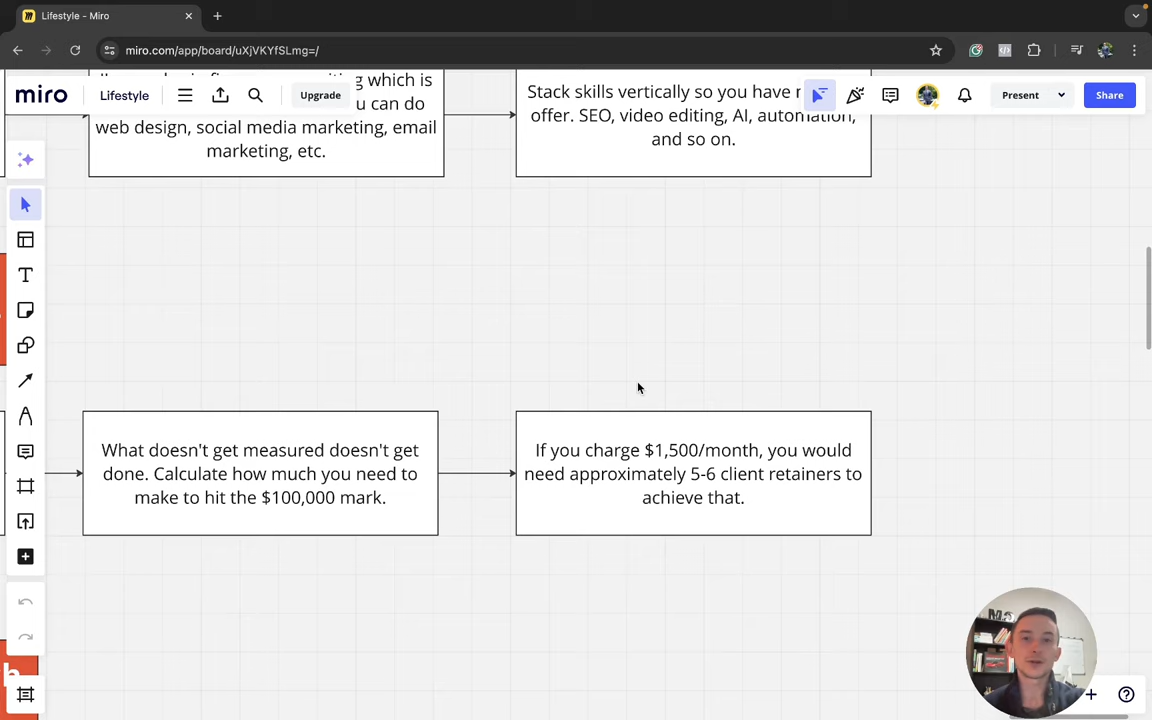 Lifestyle - Miro
miro.com/app/board/uXjVKYfSLmg=/
miro
Lifestyle
Upgrade
Present
Share
which is
you can do
web design, social media marketing, email
marketing, etc.
Stack skills vertically so you have
offer. SEO, video editing, AI, automation,
and so on.
What doesn't get measured doesn't get
done. Calculate how much you need to
make to hit the $100,000 mark.
If you charge $1,500/month, you would
need approximately 5-6 client retainers to
achieve that.